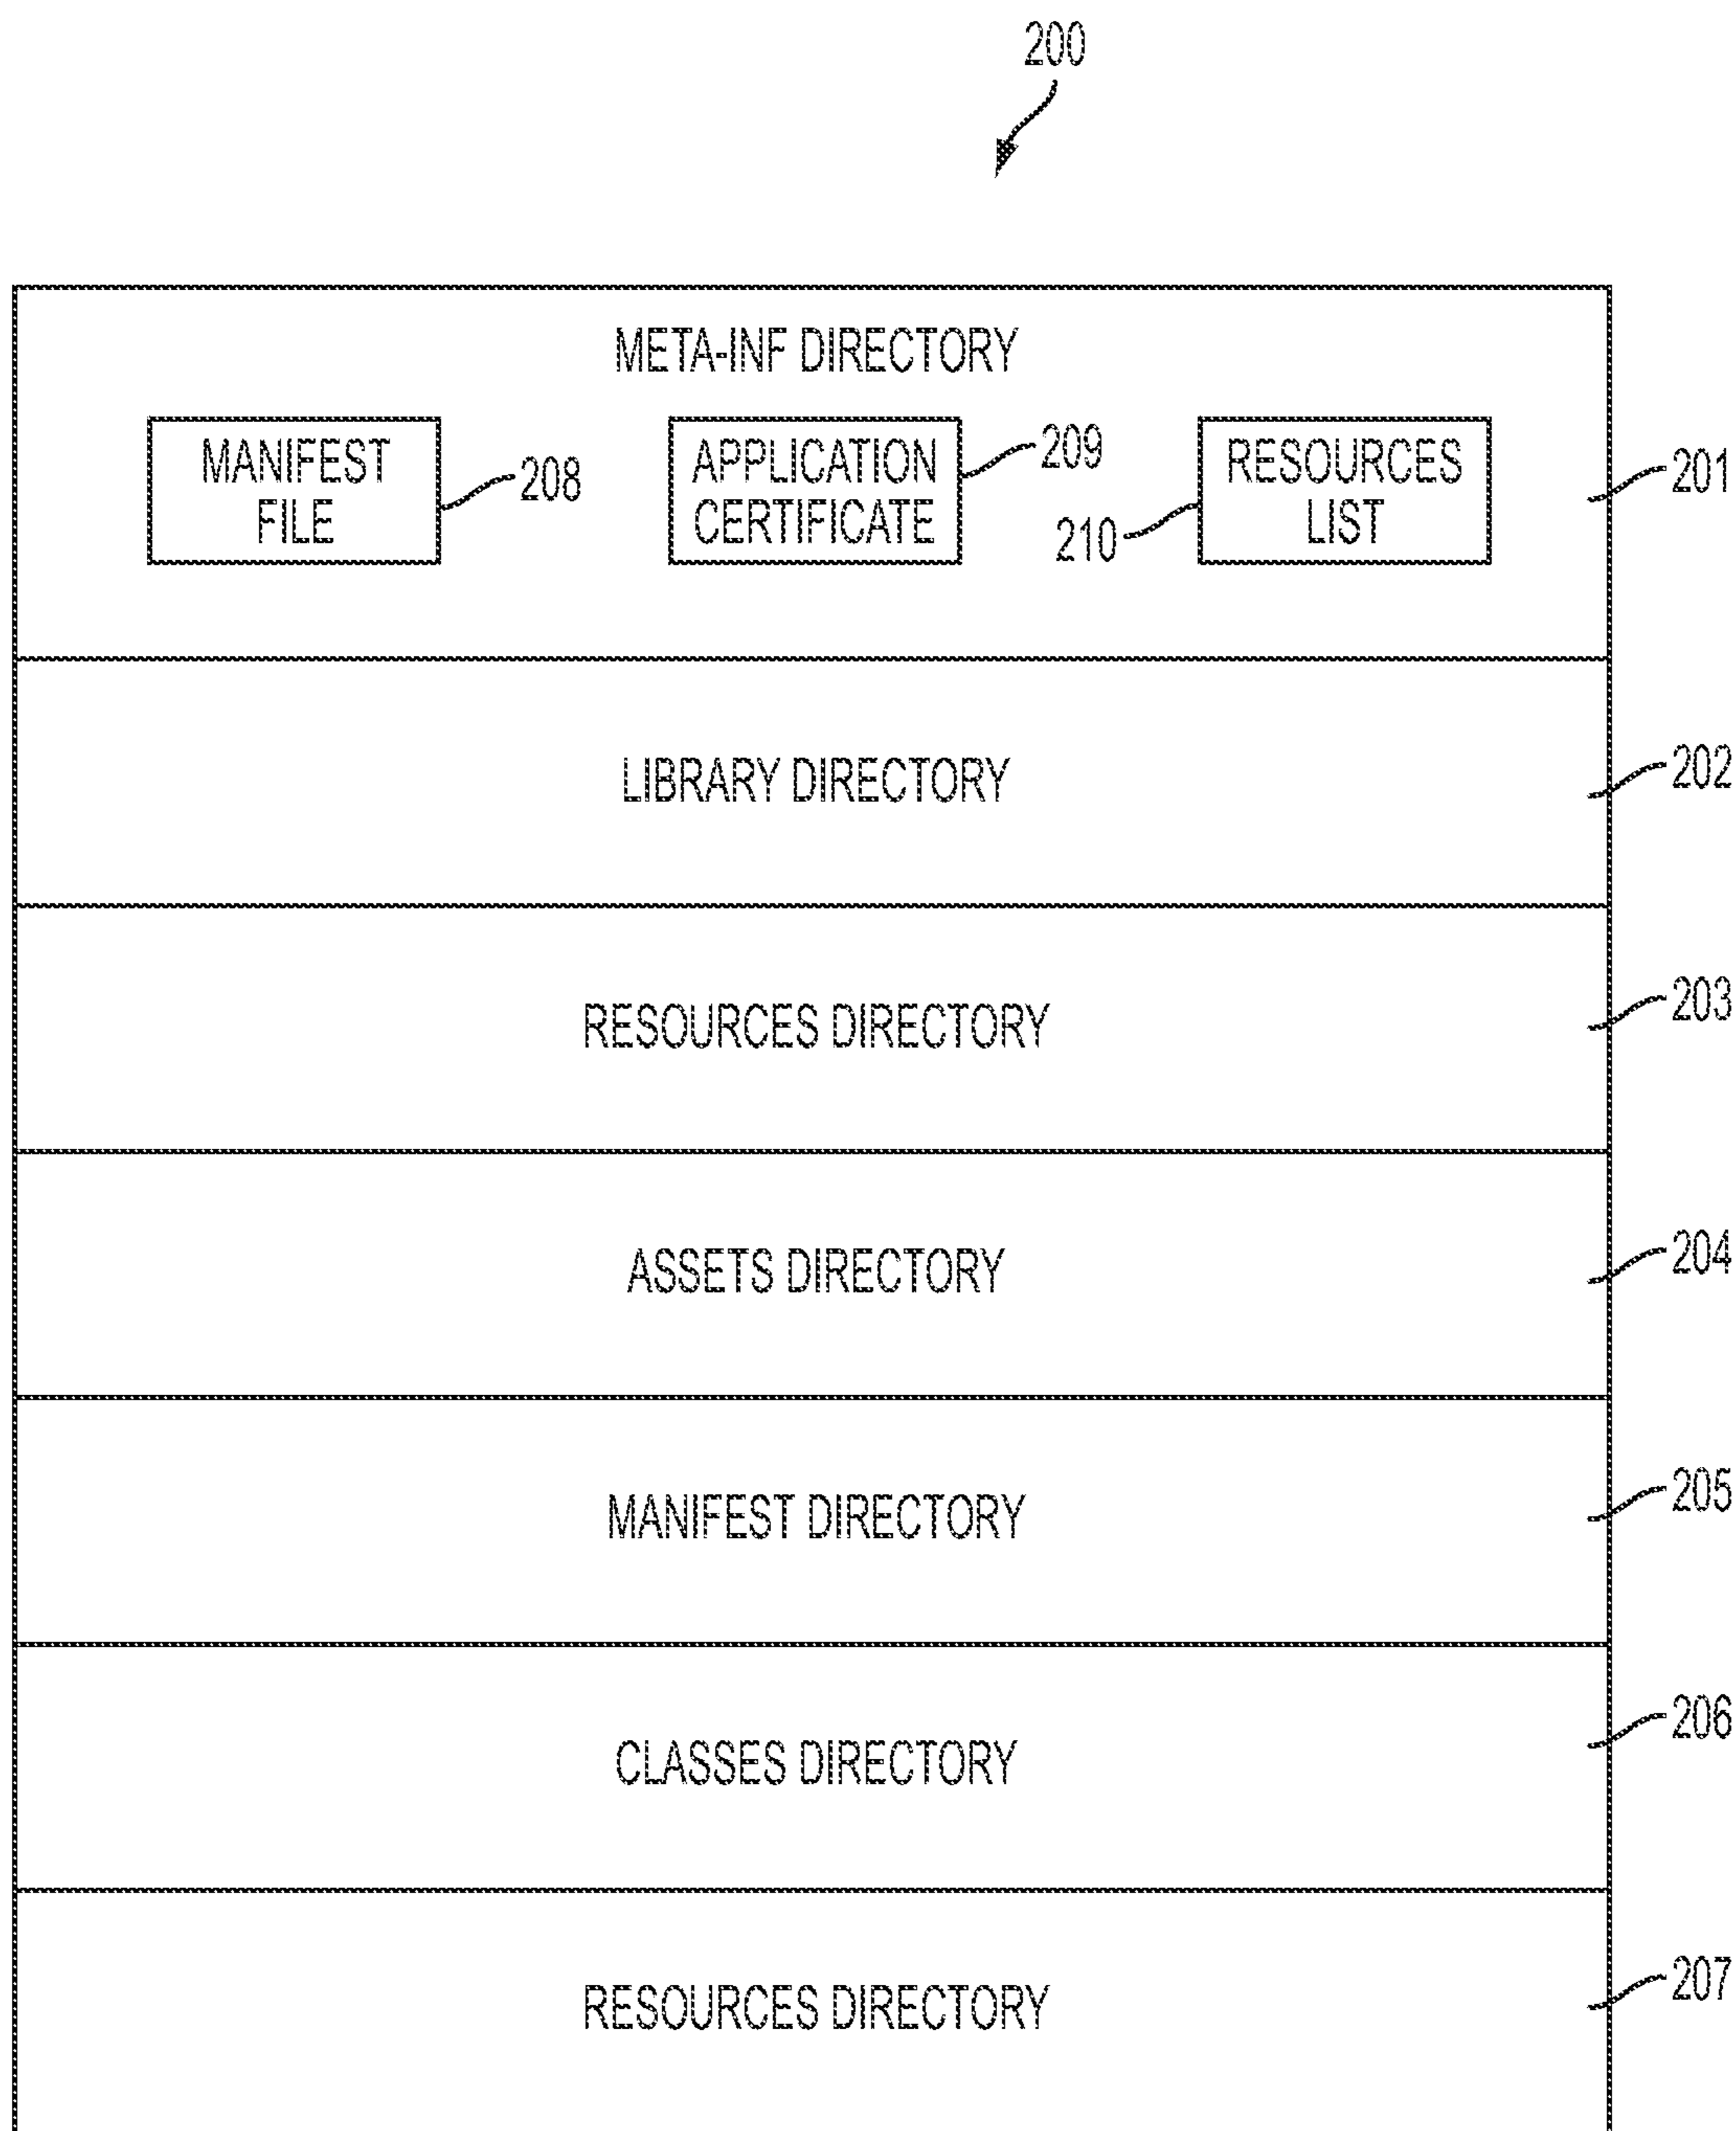 200
META-INF DIRECTORY
MANIFEST
FILE
208
APPLICATION
CERTIFICATE
209
210
RESOURCES
LIST
201
LIBRARY DIRECTORY
202
RESOURCES DIRECTORY
203
ASSETS DIRECTORY
204
MANIFEST DIRECTORY
205
CLASSES DIRECTORY
206
RESOURCES DIRECTORY
207